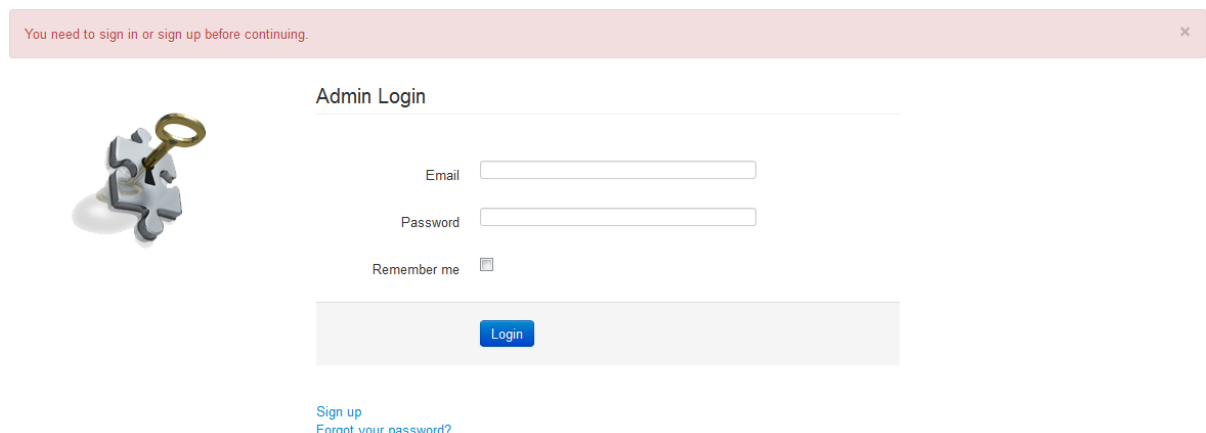 You need to sign in or sign up before continuing. ×
Admin Login
Email
Password
Remember me
Login
Sign up
Forgot your password?